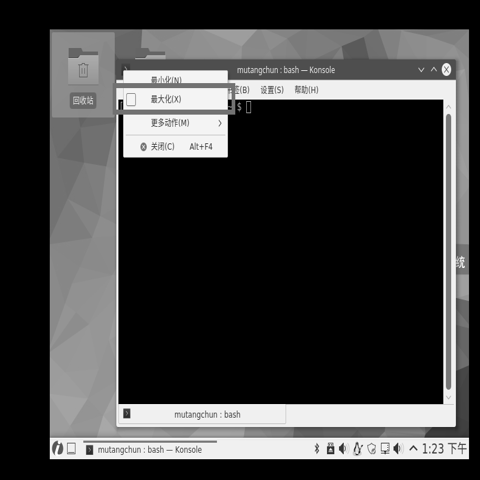 回收站
mutangchun : bash — Konsole
最小化(N)
签(B) 设置(S) 帮助(H)
最大化(X)
$
更多动作(M)
关闭(C) Alt+F4
统
mutangchun : bash
mutangchun : bash — Konsole
1:23 下午